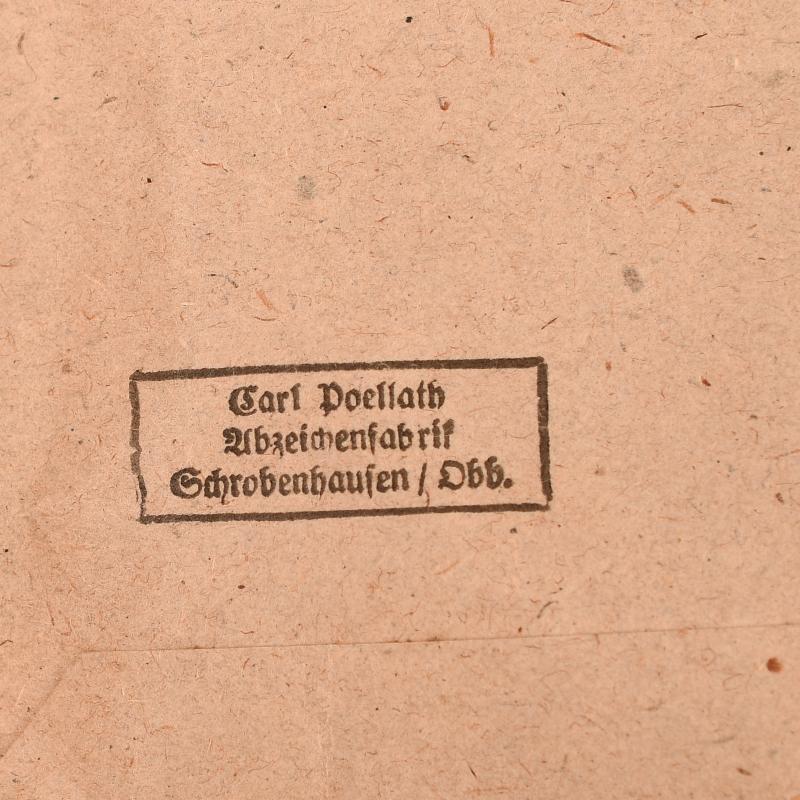 Carl Poellath
Abzeichenfabrik
Schrobenhausen / Obb.